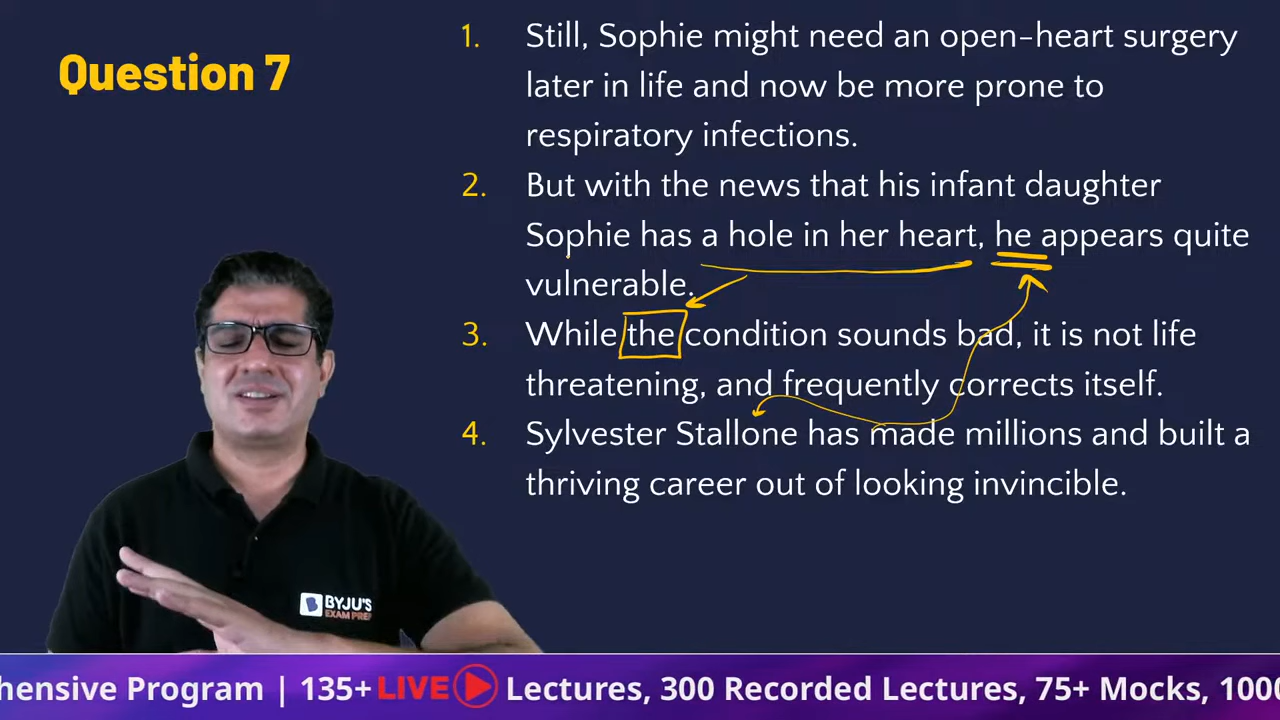 Question 7
1. Still, Sophie might need an open-heart surgery
later in life and now be more prone to
respiratory infections.
2. But with the news that his infant daughter
Sophie has a hole in her heart, he appears quite
vulnerable.
3. While the condition sounds bad, it is not life
threatening, and frequently corrects itself.
4. Sylvester Stallone has made millions and built a
thriving career out of looking invincible.
BYJU'S
EXAM PREP
hensive Program | 135+ LIVE Lectures, 300 Recorded Lectures, 75+ Mocks, 100